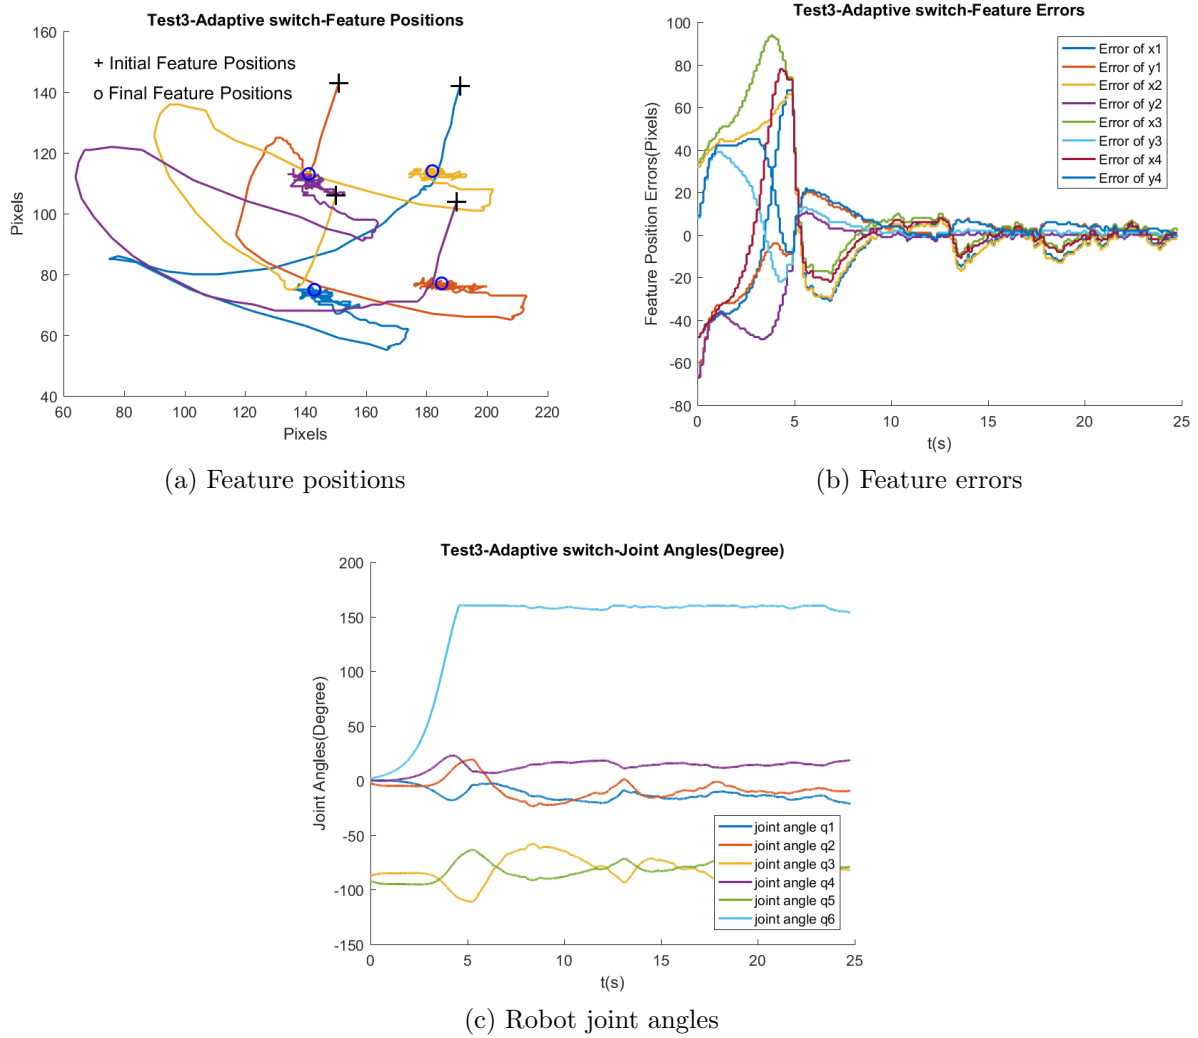 Test3-Adaptive switch-Feature Positions
160
140
120
100
80
60
40
60
80
100
120
140
160
180
200
220
Pixels
Pixels
+ Initial Feature Positions
o Final Feature Positions
(a) Feature positions
Test3-Adaptive switch-Feature Errors
100
80
60
40
20
0
-20
-40
-60
-80
0
5
10
15
20
25
Feature Position Errors(Pixels)
t(s)
Error of x1
Error of y1
Error of x2
Error of y2
Error of x3
Error of y3
Error of x4
Error of y4
(b) Feature errors
Test3-Adaptive switch-Joint Angles(Degree)
200
150
100
50
0
-50
-100
-150
0
5
10
15
20
25
Joint Angles(Degree)
t(s)
joint angle q1
joint angle q2
joint angle q3
joint angle q4
joint angle q5
joint angle q6
(c) Robot joint angles